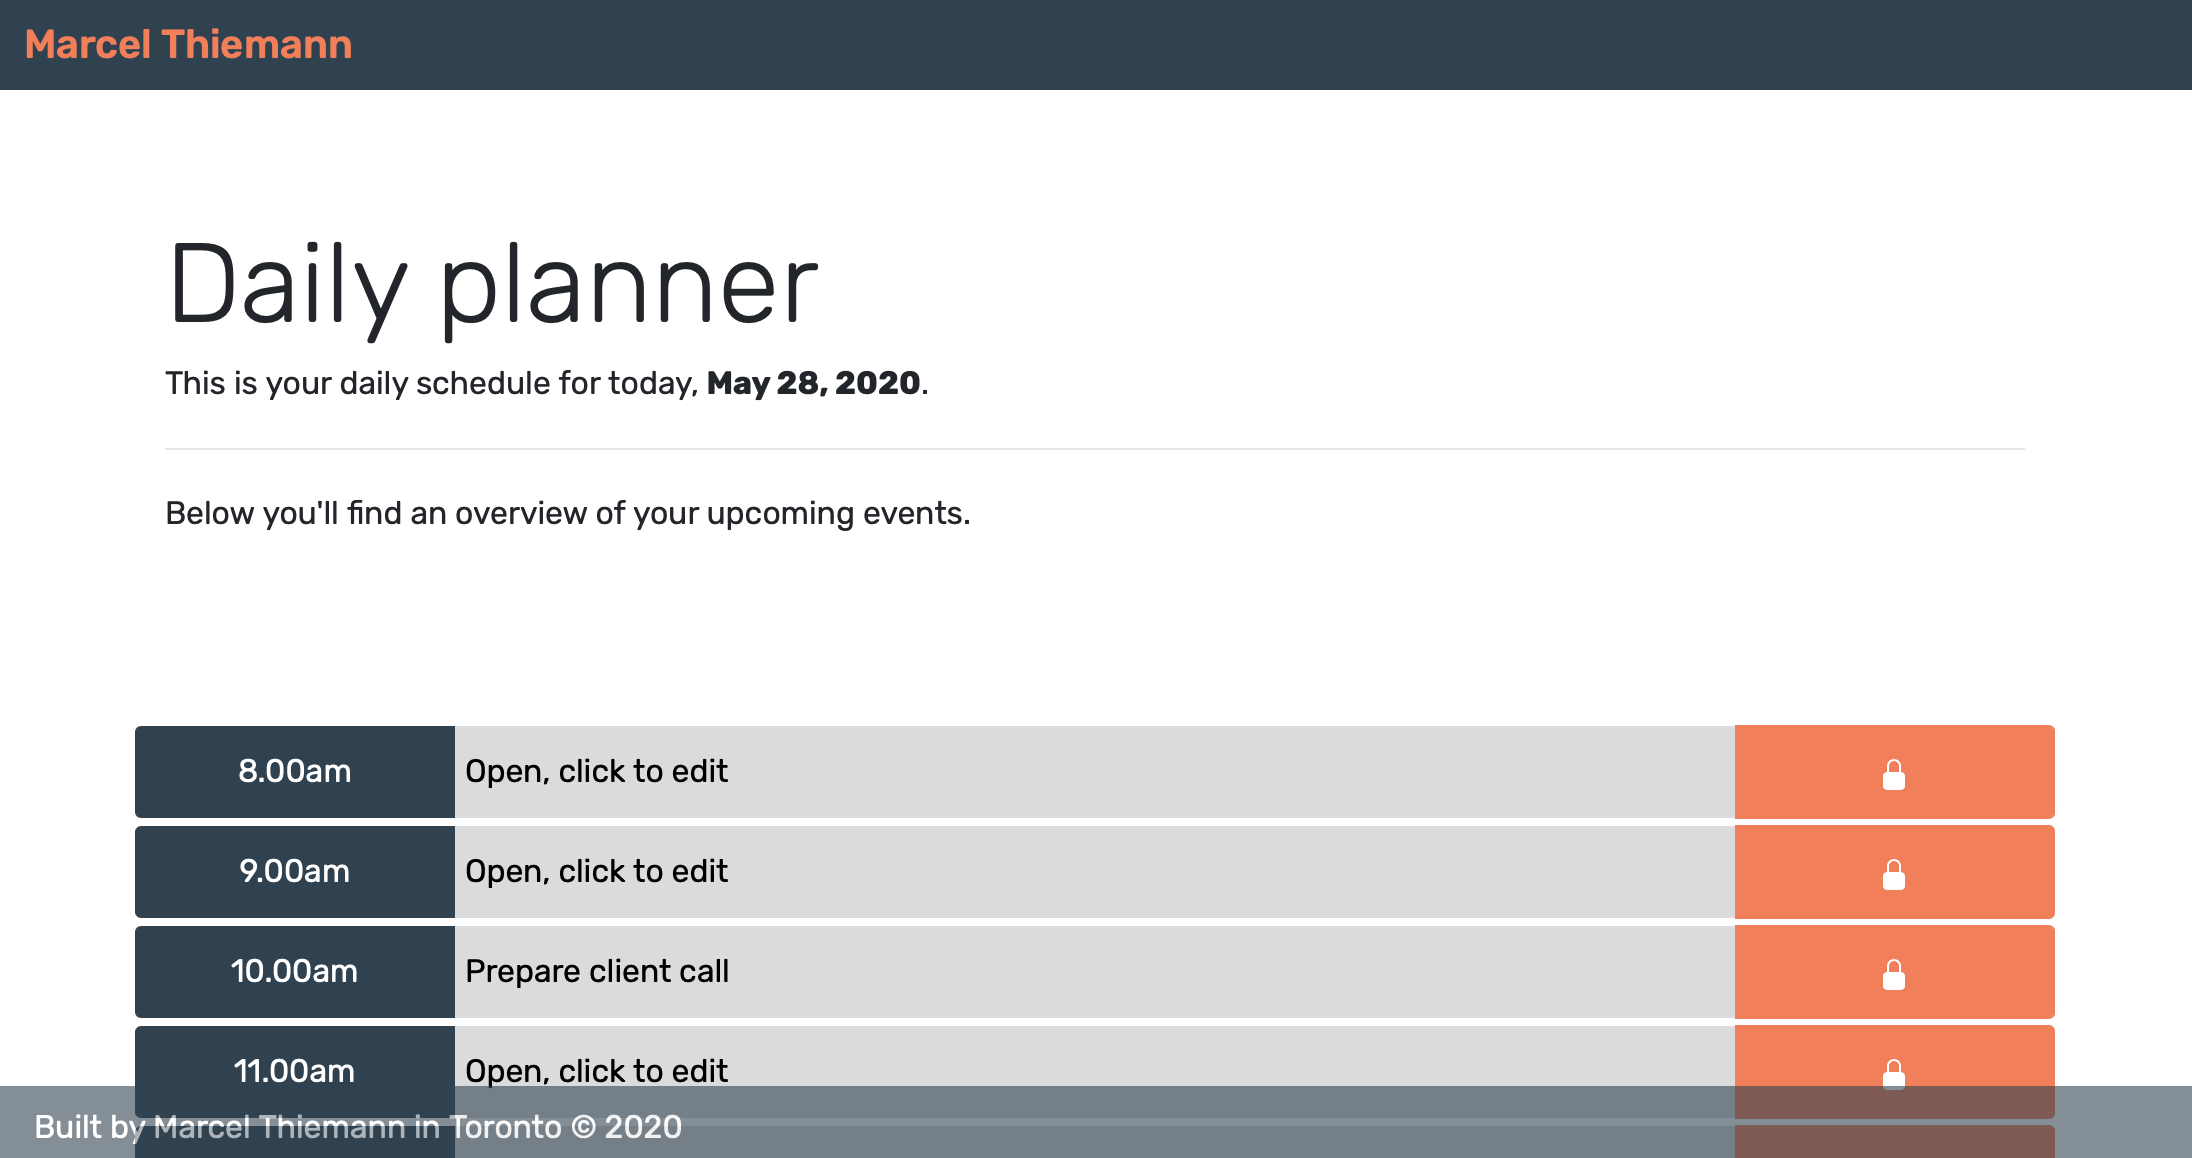 Marcel Thiemann
Daily planner
This is your daily schedule for today, May 28, 2020.
Below you'll find an overview of your upcoming events.
8.00am Open, click to edit
9.00am Open, click to edit
10.00am Prepare client call
11.00am Open, click to edit
Built by Marcel Thiemann in Toronto © 2020